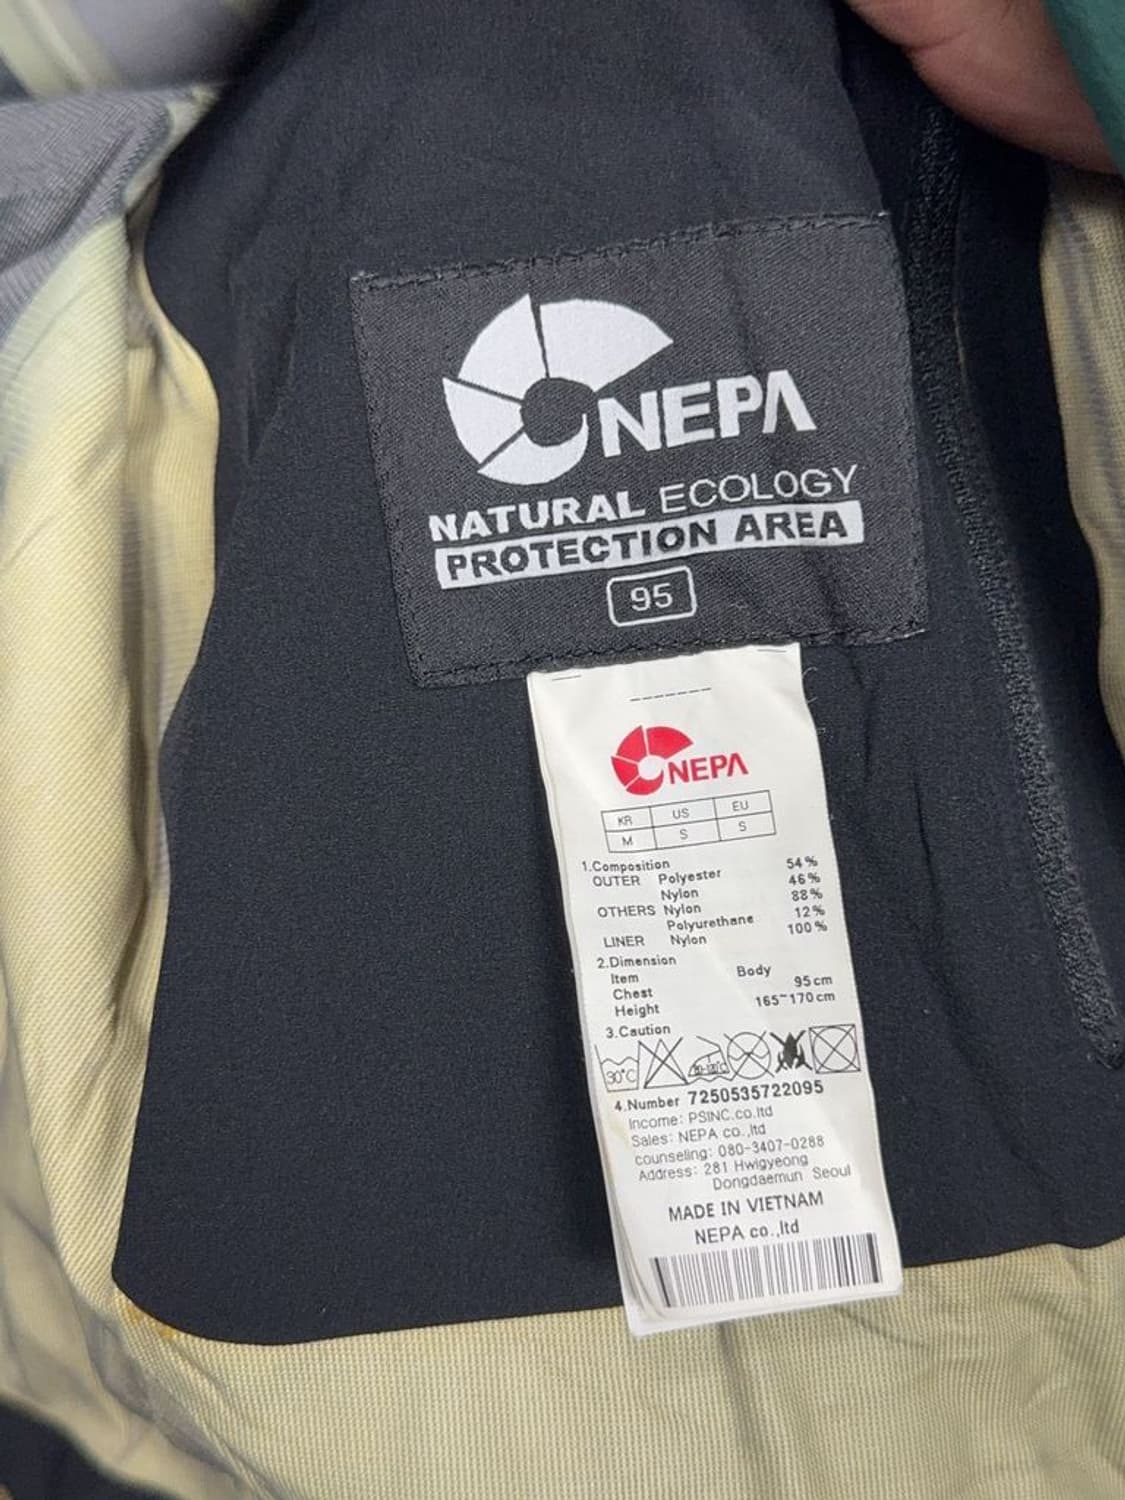 NEPA
NATURAL ECOLOGY
PROTECTION AREA
95
NEPA
KR US EU
M S S
1.Composition
OUTER Polyester 54%
Nylon 46%
OTHERS Nylon 88%
Polyurethane 12%
LINER Nylon 100%
2.Dimension
Item Body
Chest 95cm
Height 165~170cm
3.Caution
30°C 80-120°C
4.Number 7250535722095
Income: PSINC.co.ltd
Sales: NEPA co.,ltd
counseling: 080-3407-0288
Address: 281 Hwigyeong
Dongdaemun Seoul
MADE IN VIETNAM
NEPA co.,ltd